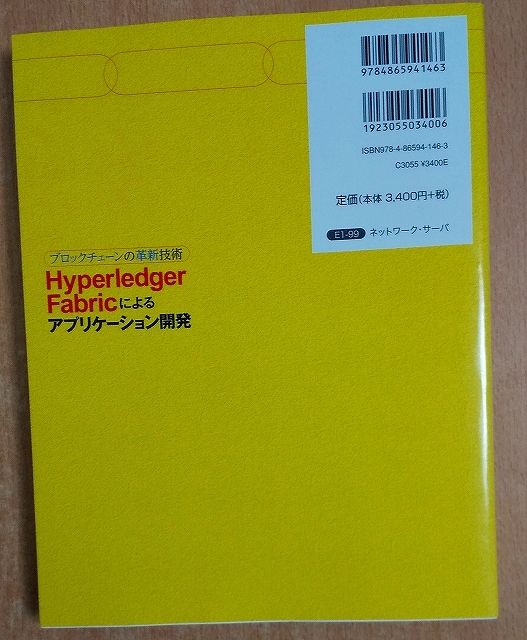 9784865941463
1923055034006
ISBN978-4-86594-146-3
C3055 ¥3400E
定価(本体 3,400円+税)
E1-99 ネットワーク・サーバ
ブロックチェーンの革新技術
Hyperledger
Fabricによる
アプリケーション開発